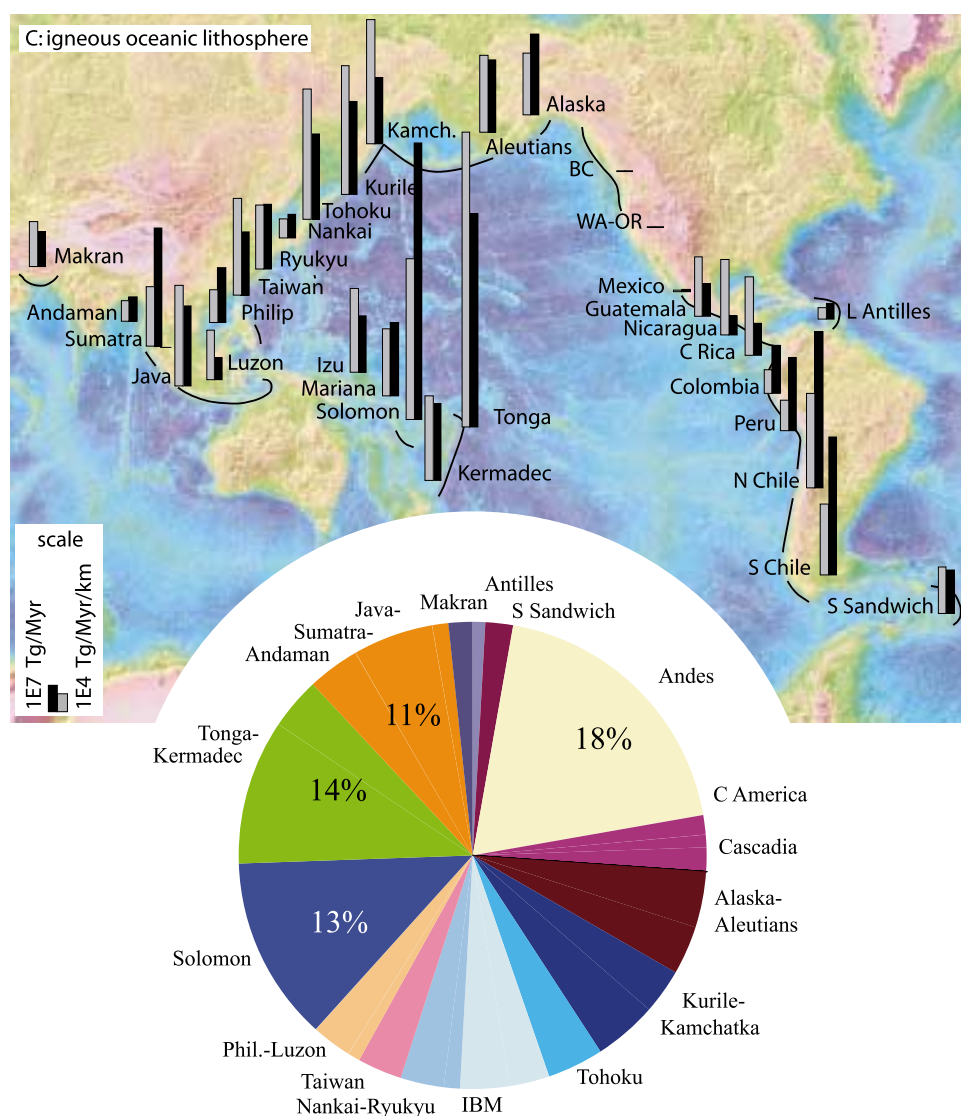 C: igneous oceanic lithosphere
Kamch.
Aleutians
Alaska
BC
Kurile
WA-OR
Tohoku
Nankai
Makran
Ryukyu
Taiwan
Mexico
Guatemala
Nicaragua
L Antilles
Andaman
Philip
Sumatra
C Rica
Java
Luzon
Izu
Mariana
Solomon
Tonga
Colombia
Peru
Kermadec
N Chile
S Chile
S Sandwich
scale
1E7 Tg/Myr
1E4 Tg/Myr/km
Antilles
S Sandwich
Makran
Java-
Sumatra-
Andaman
Andes
11%
18%
Tonga-
Kermadec
14%
C America
Cascadia
Alaska-
Aleutians
13%
Solomon
Kurile-
Kamchatka
Phil.-Luzon
Tohoku
Taiwan
Nankai-Ryukyu
IBM